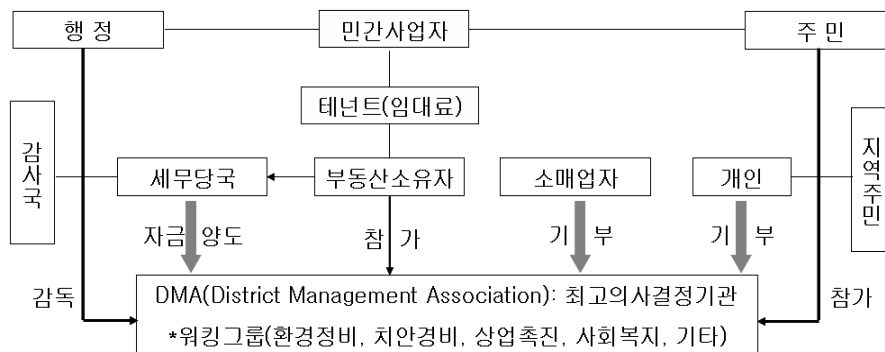 행 정
민간사업자
주 민
테넌트(임대료)
감사국
세무당국
부동산소유자
소매업자
개인
지역주민
자금 양도
참 가
기 부
기 부
감독
DMA(District Management Association): 최고의사결정기관
*워킹그룹(환경정비, 치안경비, 상업촉진, 사회복지, 기타)
참가